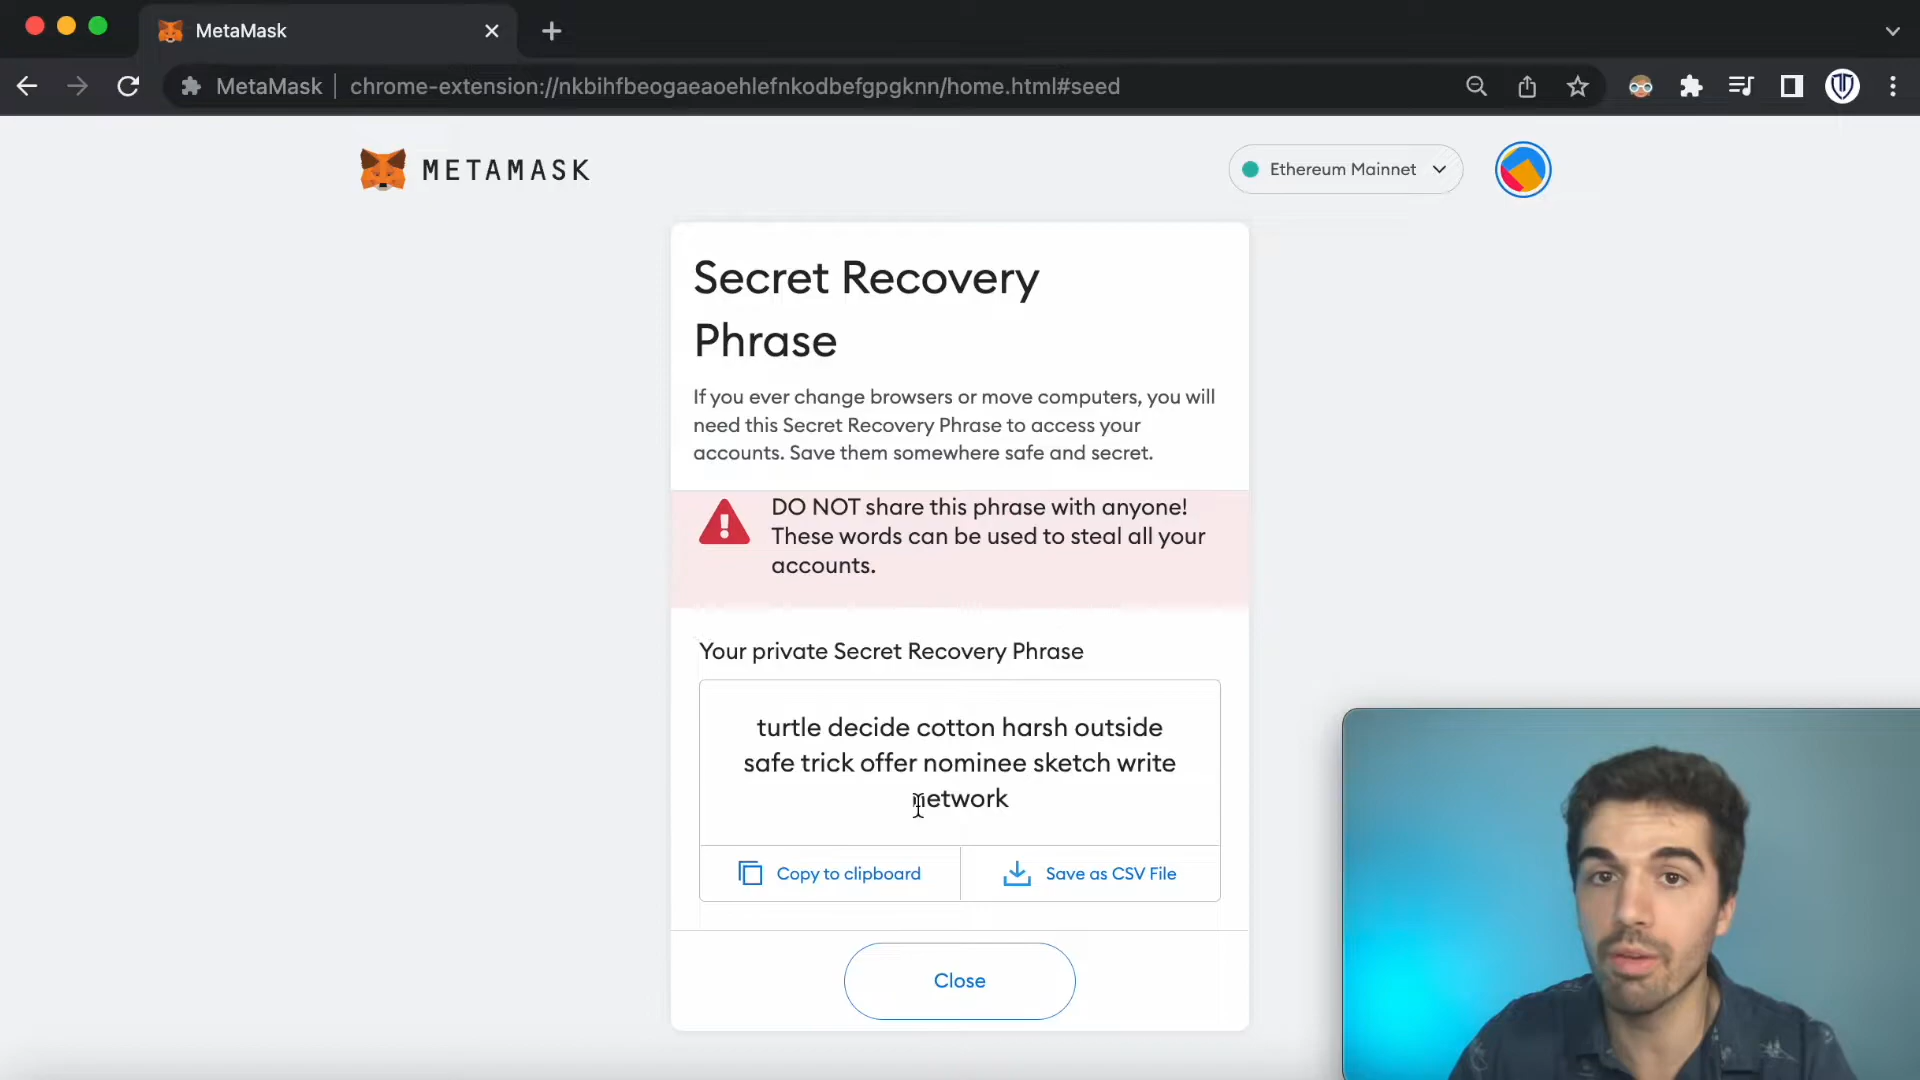 MetaMask
MetaMask chrome-extension://nkbihfbeogaeaoehlefnkodbefgpgknn/home.html#seed
METAMASK
Ethereum Mainnet
Secret Recovery
Phrase
If you ever change browsers or move computers, you will
need this Secret Recovery Phrase to access your
accounts. Save them somewhere safe and secret.
DO NOT share this phrase with anyone!
These words can be used to steal all your
accounts.
Your private Secret Recovery Phrase
turtle decide cotton harsh outside
safe trick offer nominee sketch write
network
Copy to clipboard
Save as CSV File
Close